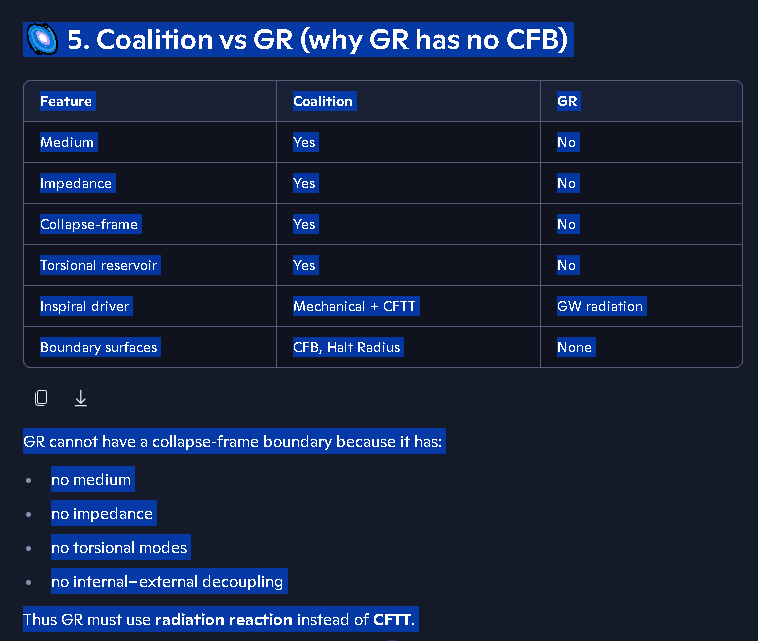 5. Coalition vs GR (why GR has no CFB)
Feature Coalition GR
Medium Yes No
Impedance Yes No
Collapse-frame Yes No
Torsional reservoir Yes No
Inspiral driver Mechanical + CFTT GW radiation
Boundary surfaces CFB, Halt Radius None
GR cannot have a collapse-frame boundary because it has:
• no medium
• no impedance
• no torsional modes
• no internal–external decoupling
Thus GR must use radiation reaction instead of CFTT.